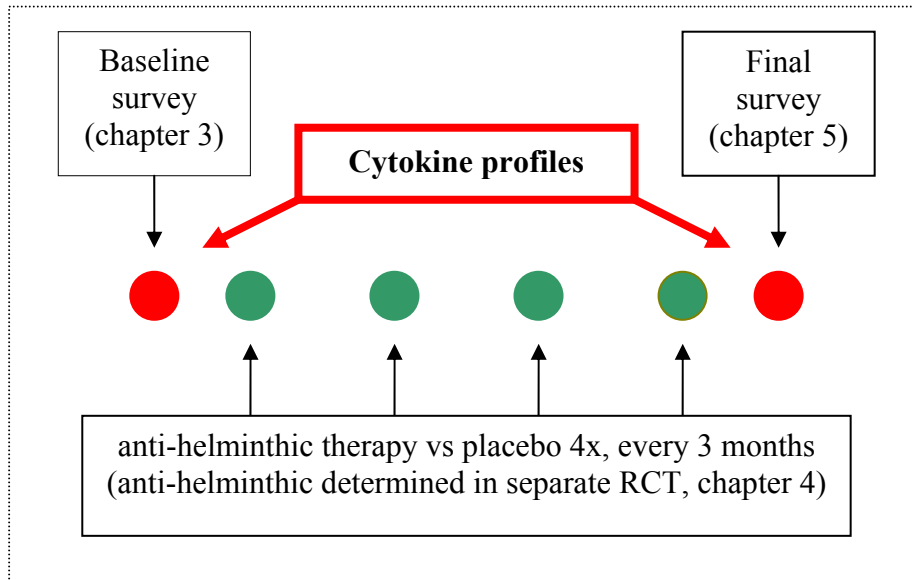 Baseline
survey
(chapter 3)
Final
survey
(chapter 5)
Cytokine profiles
anti-helminthic therapy vs placebo 4x, every 3 months
(anti-helminthic determined in separate RCT, chapter 4)